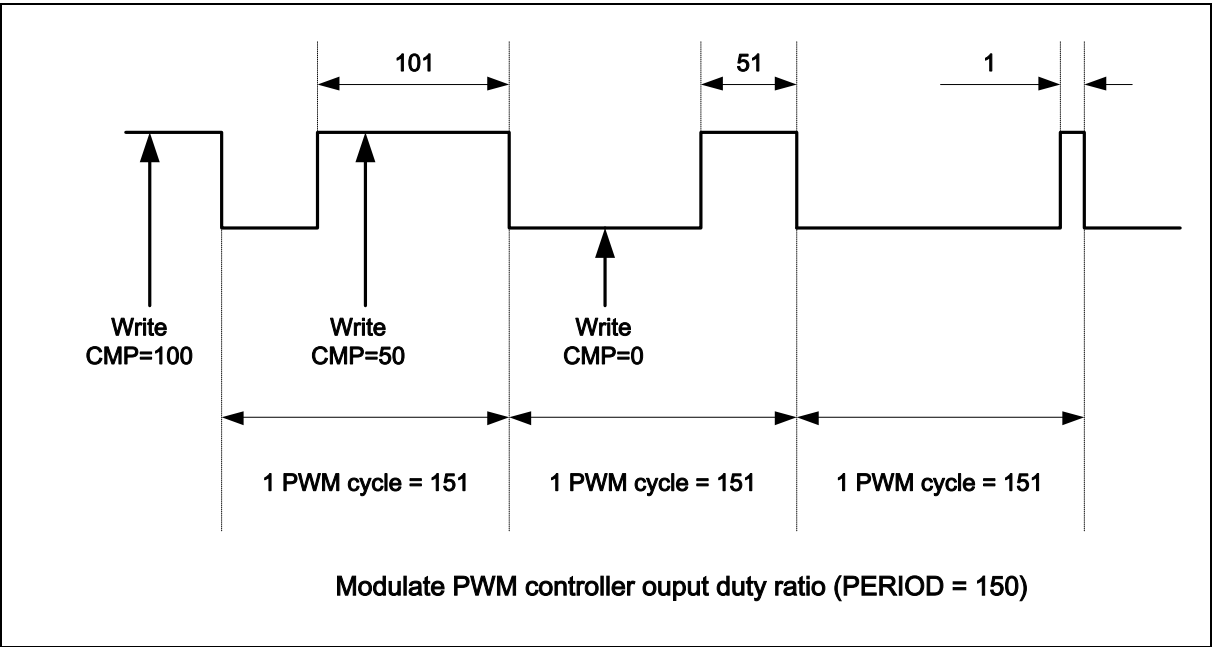 101
51
1
Write
CMP=100
Write
CMP=50
Write
CMP=0
1 PWM cycle = 151
1 PWM cycle = 151
1 PWM cycle = 151
Modulate PWM controller ouput duty ratio (PERIOD = 150)